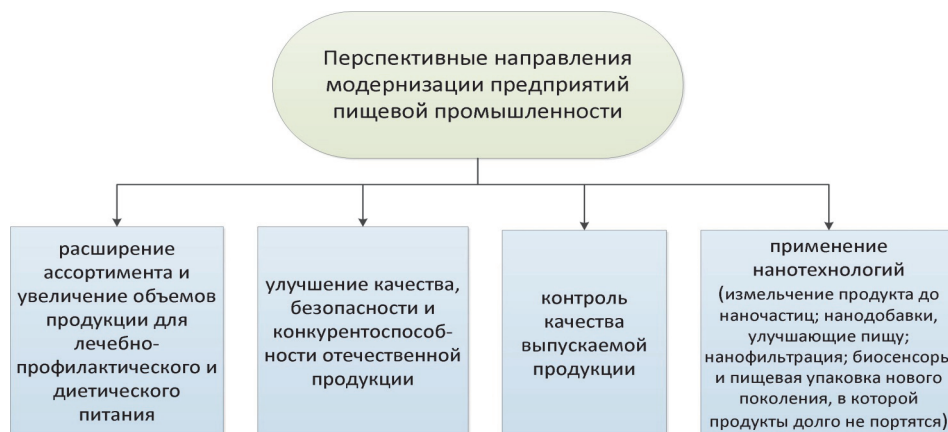 Перспективные направления
модернизации предприятий
пищевой промышленности
расширение
ассортимента и
увеличение объемов
продукции для
лечебно-
профилактического и
диетического
питания
улучшение качества,
безопасности и
конкурентоспособ-
ности отечественной
продукции
контроль
качества
выпускаемой
продукции
применение
нанотехнологий
(измельчение продукта до
наночастиц; нанодобавки,
улучшающие пищу;
нанофильтрация; биосенсоры
и пищевая упаковка нового
поколения, в которой
продукты долго не портятся)